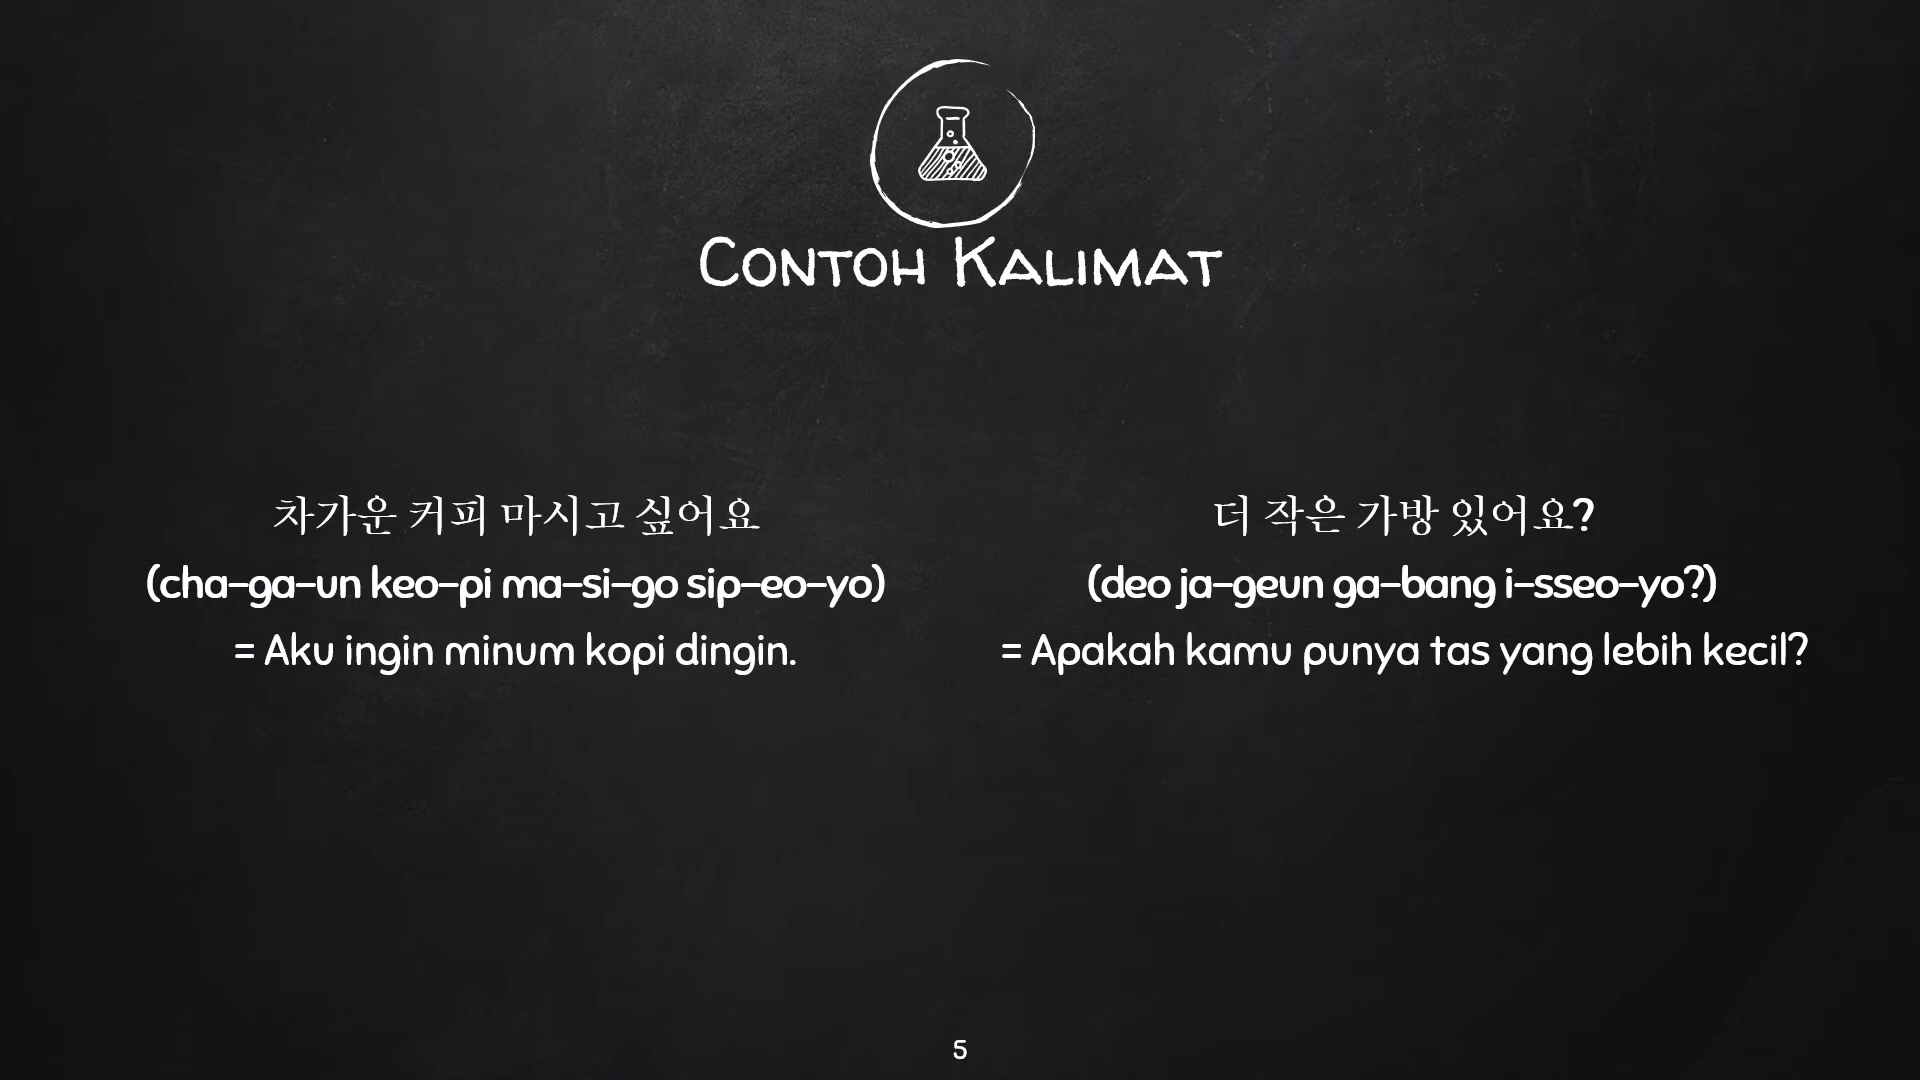 Contoh Kalimat
차가운 커피 마시고 싶어요
(cha-ga-un keo-pi ma-si-go sip-eo-yo)
= Aku ingin minum kopi dingin.
더 작은 가방 있어요?
(deo ja-geun ga-bang i-sseo-yo?)
= Apakah kamu punya tas yang lebih kecil?
5